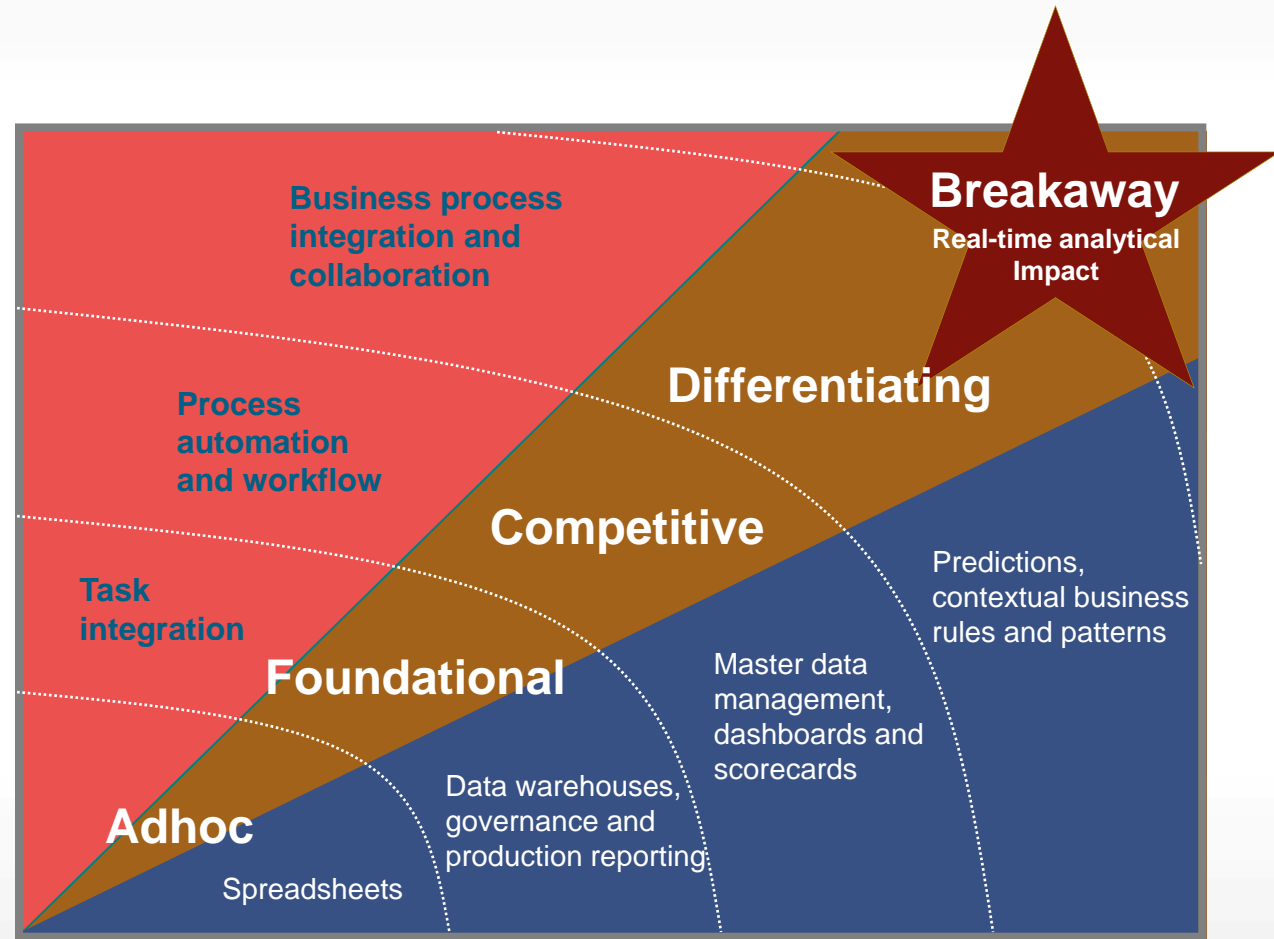 Breakaway
Real-time analytical
Impact
Business process
integration and
collaboration
Differentiating
Process
automation
and workflow
Competitive
Predictions,
contextual business
rules and patterns
Task
integration
Foundational
Master data
management,
dashboards and
scorecards
Data warehouses,
governance and
production reporting
Adhoc
Spreadsheets